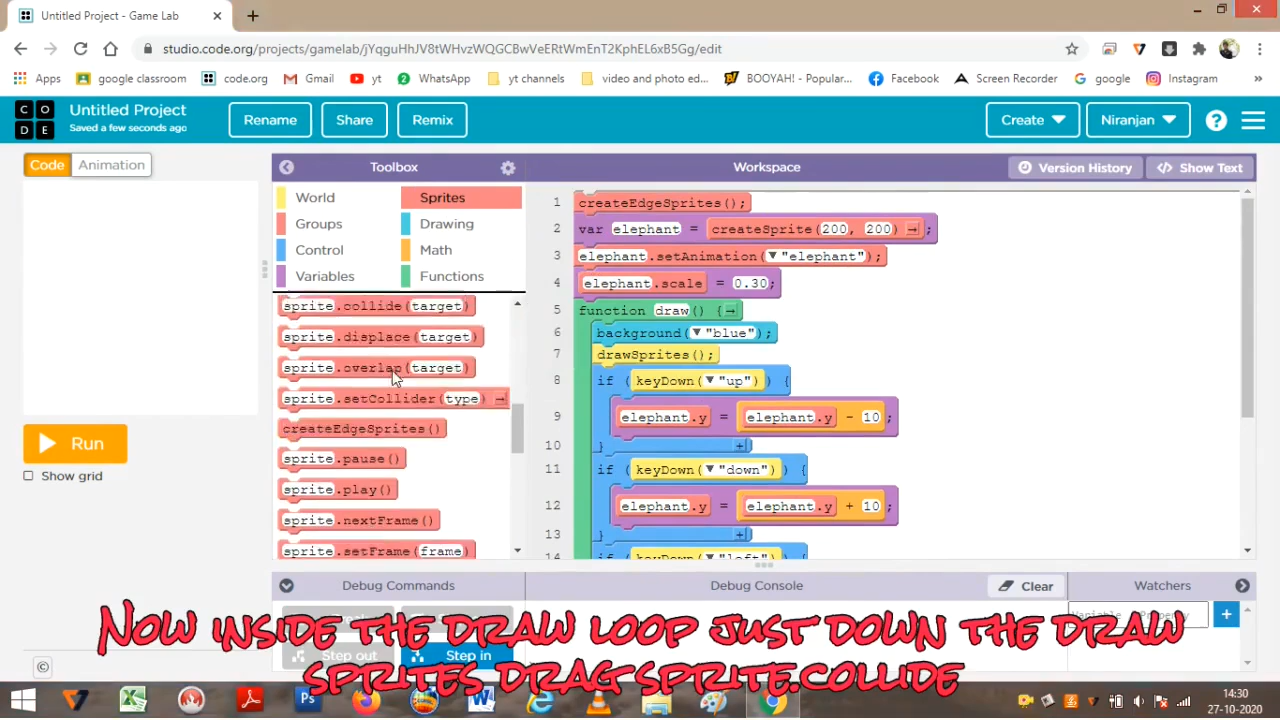 Untitled Project - Game Lab
studio.code.org/projects/gamelab/jYqguHhJV8tWHvzWQGCBwVeERtWmEnT2KphEL6xB5Gg/edit
Apps google classroom code.org Gmail yt WhatsApp yt channels video and photo ed... BOOYAH! - Popular... Facebook Screen Recorder google Instagram »
CODE
Untitled Project
Saved a few seconds ago
Rename Share Remix Create Niranjan ?
Code Animation Toolbox Workspace Version History </> Show Text
World Sprites
Groups Drawing
Control Math
Variables Functions
sprite.collide(target)
sprite.displace(target)
sprite.overlap(target)
sprite.setCollider(type)
createEdgeSprites()
sprite.pause()
sprite.play()
sprite.nextFrame()
sprite.setFrame(frame)
1 createEdgeSprites();
2 var elephant = createSprite(200, 200);
3 elephant.setAnimation("elephant");
4 elephant.scale = 0.30;
5 function draw() {
6 background("blue");
7 drawSprites();
8 if (keyDown("up")) {
9 elephant.y = elephant.y - 10;
10 }
11 if (keyDown("down")) {
12 elephant.y = elephant.y + 10;
13 }
14 if (keyDown("left")) {
Run
Show grid
Debug Commands Debug Console Clear Watchers
Step out Step in
Now inside the draw loop just down the draw
sprites drag sprite.collide
14:30
27-10-2020